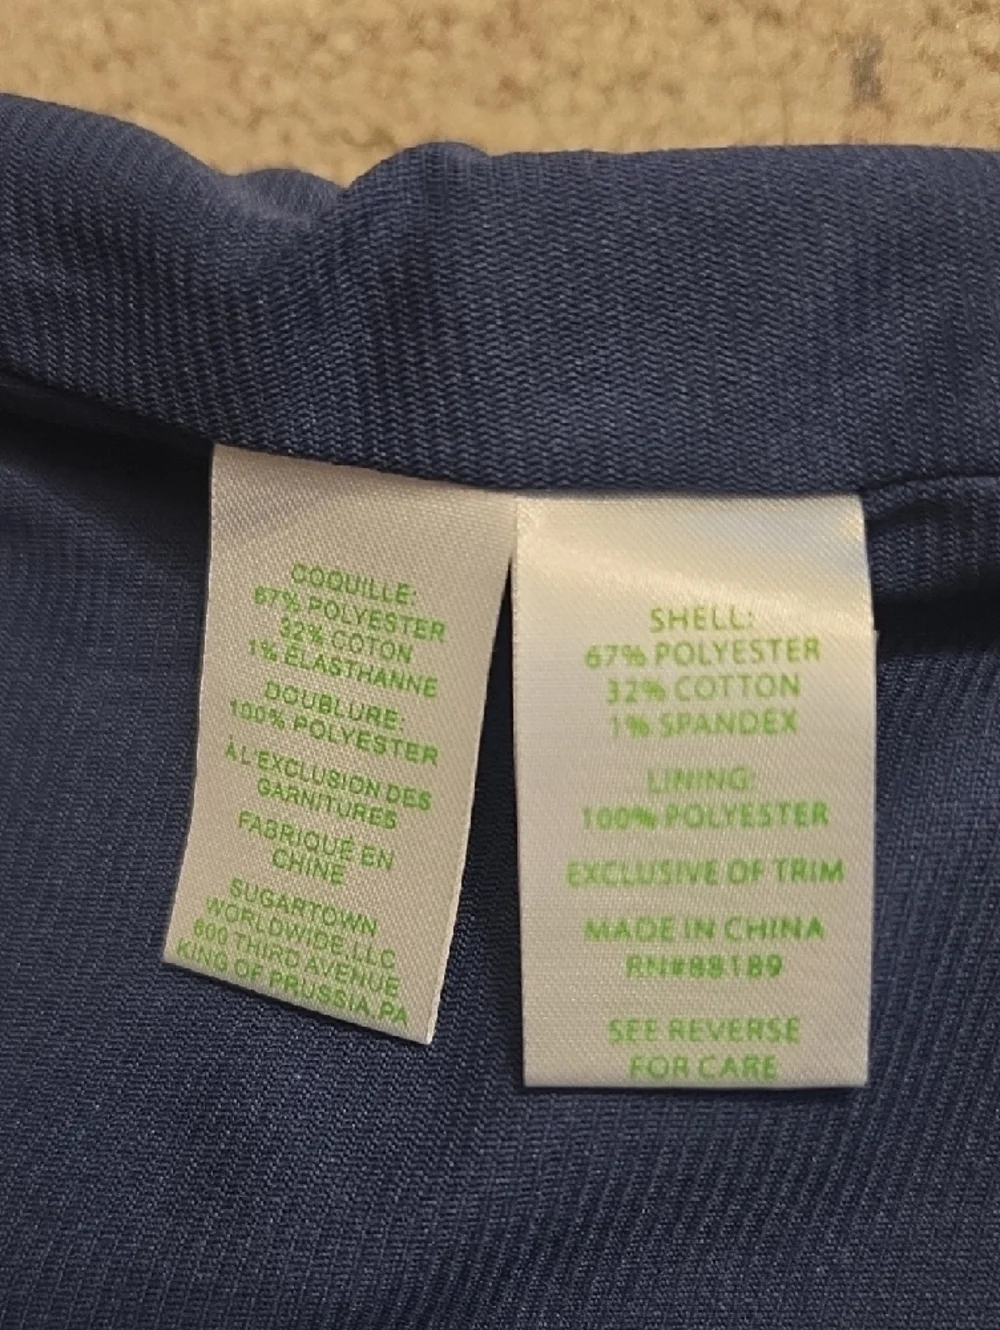 COQUILLE:
67% POLYESTER
32% COTON
1% ÉLASTHANNE
DOUBLURE:
100% POLYESTER
À L'EXCLUSION DES
GARNITURES
FABRIQUÉ EN
CHINE
SUGARTOWN
WORLDWIDE, LLC
600 THIRD AVENUE
KING OF PRUSSIA, PA
SHELL:
67% POLYESTER
32% COTTON
1% SPANDEX
LINING:
100% POLYESTER
EXCLUSIVE OF TRIM
MADE IN CHINA
RN#88189
SEE REVERSE
FOR CARE